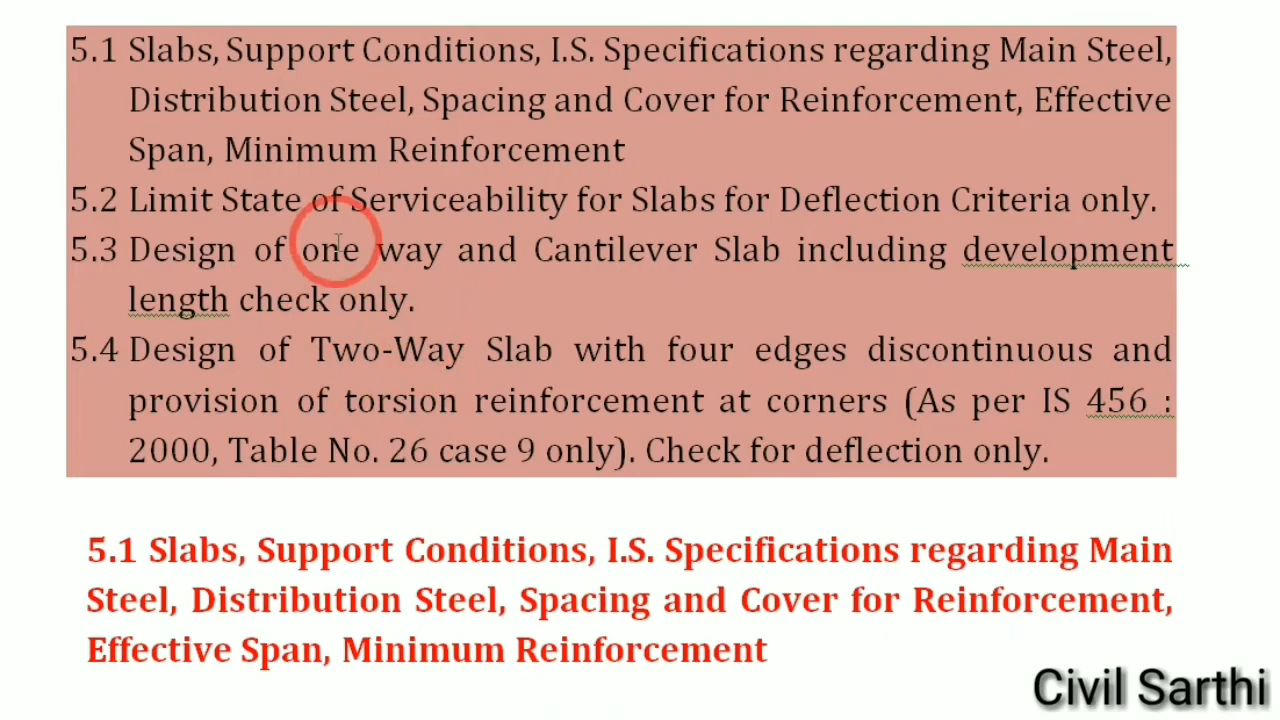 5.1 Slabs, Support Conditions, I.S. Specifications regarding Main Steel,
Distribution Steel, Spacing and Cover for Reinforcement, Effective
Span, Minimum Reinforcement
5.2 Limit State of Serviceability for Slabs for Deflection Criteria only.
5.3 Design of one way and Cantilever Slab including development
length check only.
5.4 Design of Two-Way Slab with four edges discontinuous and
provision of torsion reinforcement at corners (As per IS 456 :
2000, Table No. 26 case 9 only). Check for deflection only.
5.1 Slabs, Support Conditions, I.S. Specifications regarding Main
Steel, Distribution Steel, Spacing and Cover for Reinforcement,
Effective Span, Minimum Reinforcement
Civil Sarthi